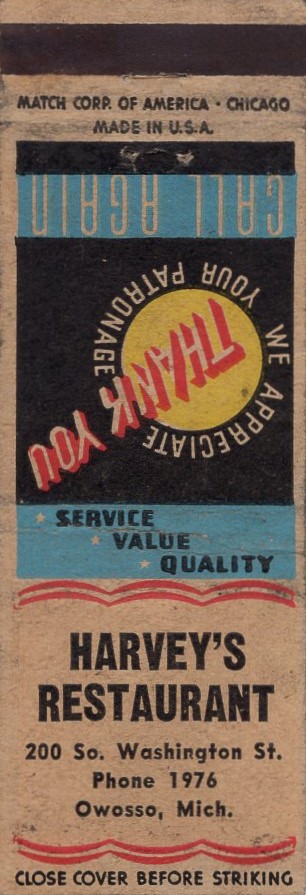 MATCH CORP. OF AMERICA · CHICAGO
MADE IN U.S.A.
CALL AGAIN
WE APPRECIATE
YOUR PATRONAGE
THANK YOU
* SERVICE
* VALUE
* QUALITY
HARVEY'S
RESTAURANT
200 So. Washington St.
Phone 1976
Owosso, Mich.
CLOSE COVER BEFORE STRIKING